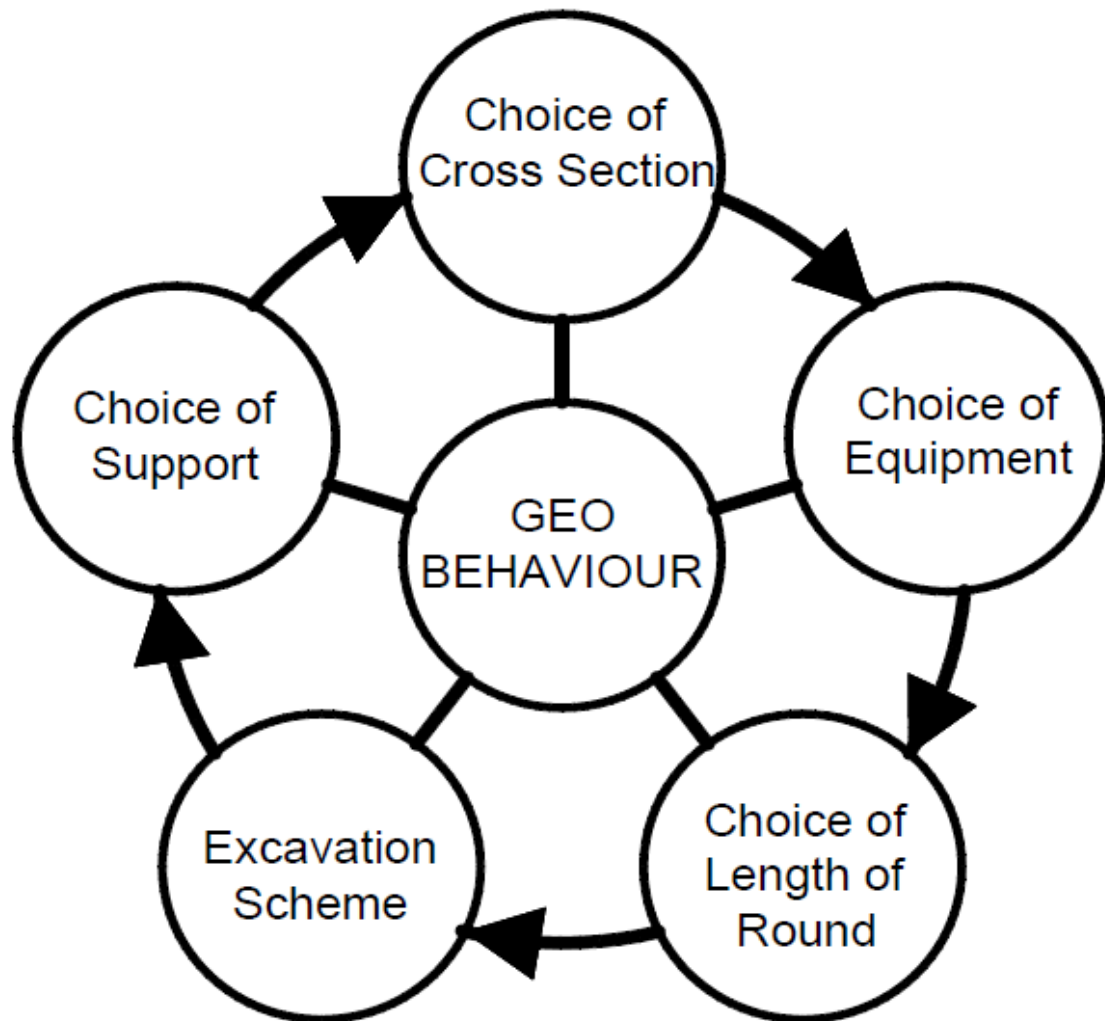 Choice of
Cross Section
Choice of
Equipment
Choice of
Length of
Round
Excavation
Scheme
Choice of
Support
GEO
BEHAVIOUR